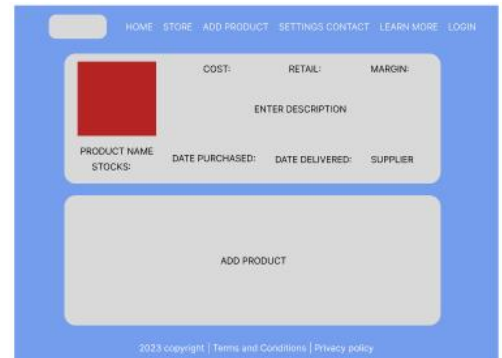 HOME STORE ADD PRODUCT SETTINGS CONTACT LEARN MORE LOGIN
COST: RETAIL: MARGIN:
ENTER DESCRIPTION
PRODUCT NAME
STOCKS:
DATE PURCHASED: DATE DELIVERED: SUPPLIER
ADD PRODUCT
2023 copyright | Terms and Conditions | Privacy policy